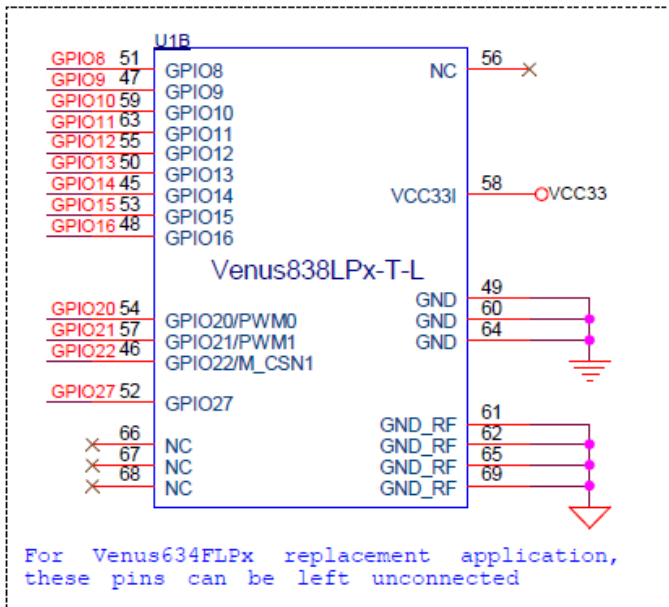 U1B
GPIO8 51 GPIO8 NC 56
GPIO9 47 GPIO9
GPIO10 59 GPIO10
GPIO11 63 GPIO11
GPIO12 55 GPIO12
GPIO13 50 GPIO13
GPIO14 45 GPIO14 VCC33I 58 VCC33
GPIO15 53 GPIO15
GPIO16 48 GPIO16
Venus838LPx-T-L
GND 49
GPIO20 54 GPIO20/PWM0 GND 60
GPIO21 57 GPIO21/PWM1 GND 64
GPIO22 46 GPIO22/M_CSN1
GPIO27 52 GPIO27
GND_RF 61
66 NC GND_RF 62
67 NC GND_RF 65
68 NC GND_RF 69
For Venus634FLPx replacement application,
these pins can be left unconnected